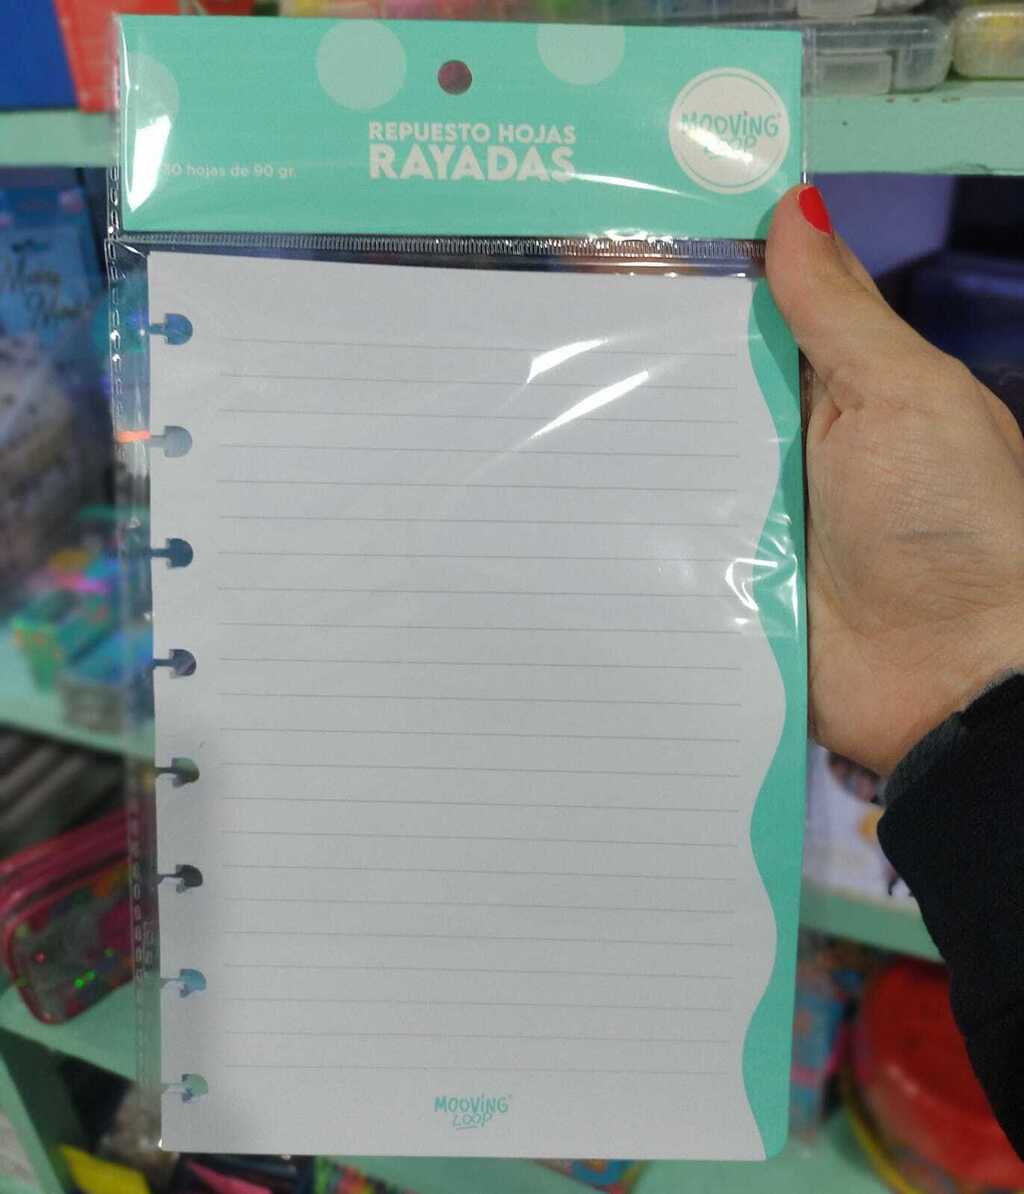 REPUESTO HOJAS
RAYADAS
hojas de 90 gr.
MOOVING
LOOP
MOOVING
LOOP